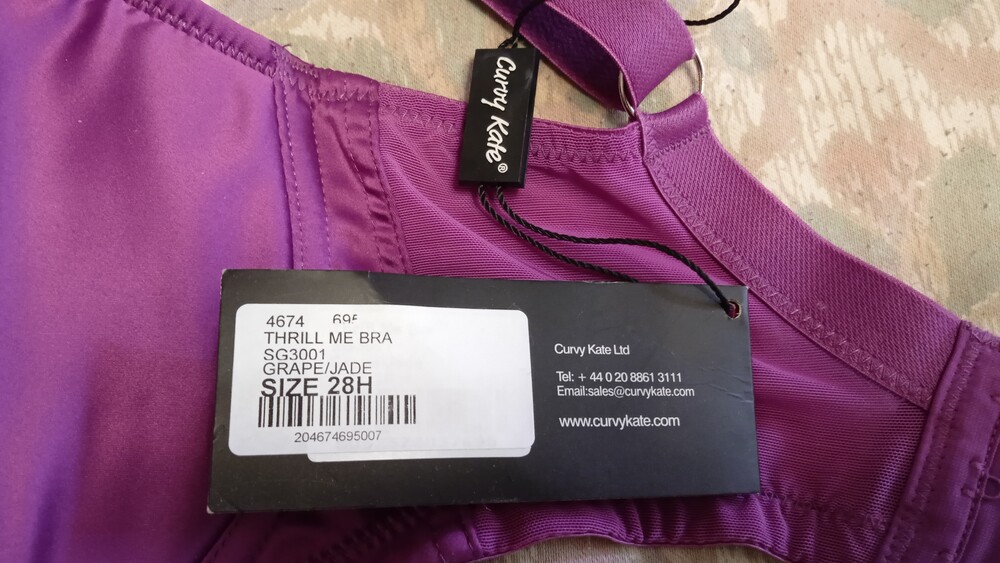 Curvy Kate®
4674 695
THRILL ME BRA
SG3001
GRAPE/JADE
SIZE 28H
204674695007
Curvy Kate Ltd
Tel: + 44 0 20 8861 3111
Email:sales@curvykate.com
www.curvykate.com